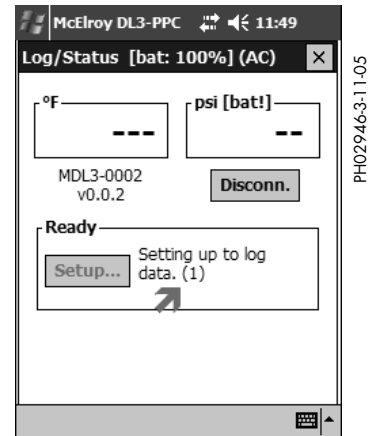 McElroy DL3-PPC 11:49
Log/Status [bat: 100%] (AC)
°F
psi [bat!]
---
--
MDL3-0002
v0.0.2
Disconn.
Ready
Setup...
Setting up to log
data. (1)
PH02946-3-11-05